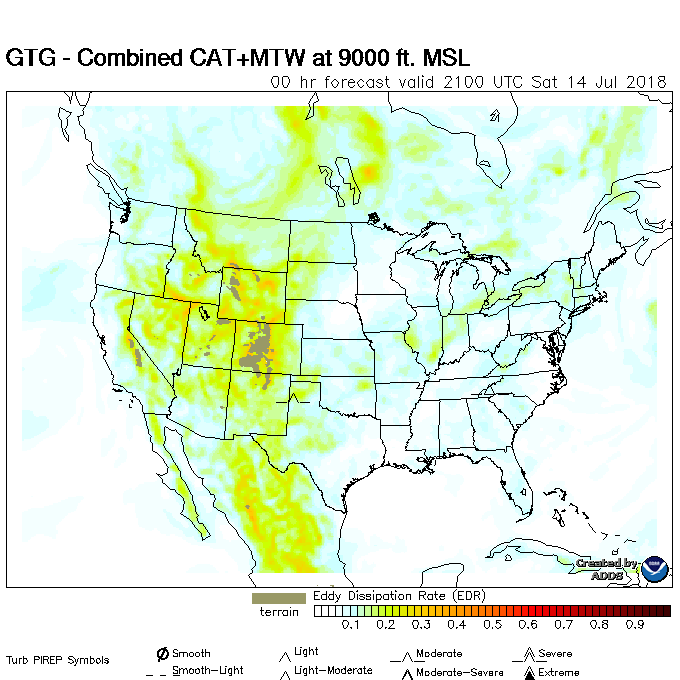 GTG - Combined CAT+MTW at 9000 ft. MSL
00 hr forecast valid 2100 UTC Sat 14 Jul 2018
Created by
ADDS
NOAA
Eddy Dissipation Rate (EDR)
terrain
0.1 0.2 0.3 0.4 0.5 0.6 0.7 0.8 0.9
Turb PIREP Symbols
Smooth
Light
Moderate
Severe
Smooth-Light
Light-Moderate
Moderate-Severe
Extreme